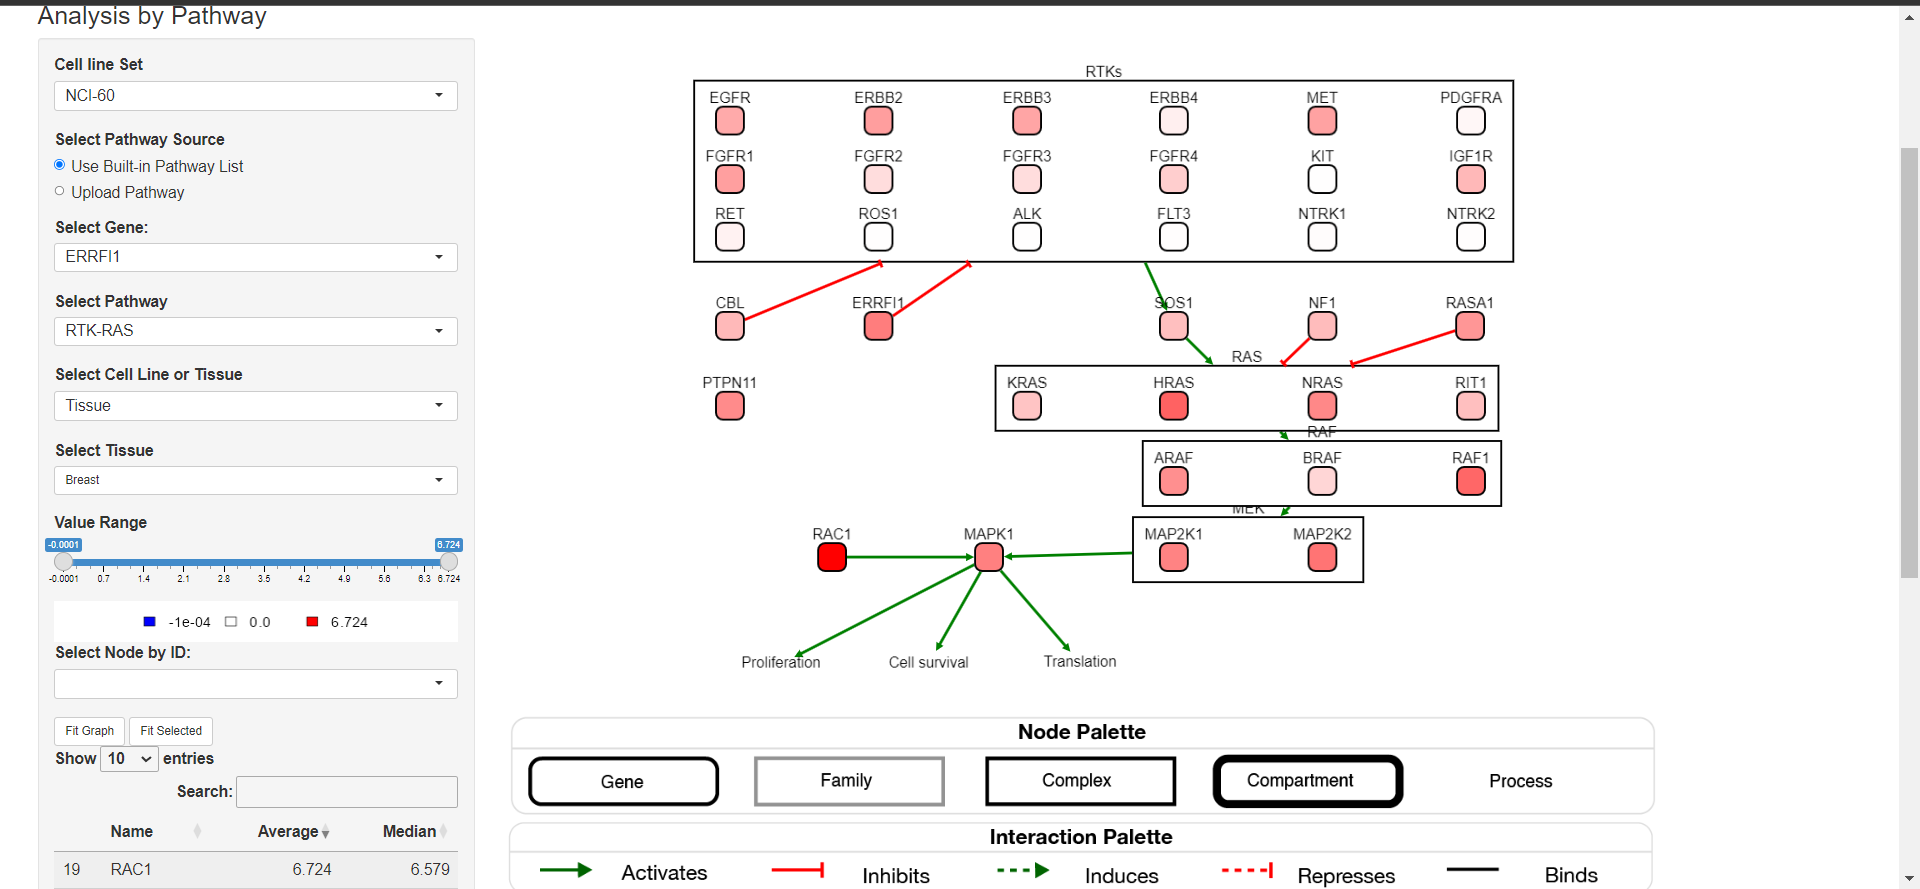 Analysis by Pathway
Cell line Set
NCI-60
Select Pathway Source
Use Built-in Pathway List
Upload Pathway
Select Gene:
ERRFI1
Select Pathway
RTK-RAS
Select Cell Line or Tissue
Tissue
Select Tissue
Breast
Value Range
-0.0001 6.724
-0.0001 0.7 1.4 2.1 2.8 3.5 4.2 4.9 5.6 6.3 6.724
-1e-04 0.0 6.724
Select Node by ID:
Fit Graph Fit Selected
Show 10 entries
Search:
Name Average Median
19 RAC1 6.724 6.579
RTKs
EGFR ERBB2 ERBB3 ERBB4 MET PDGFRA
FGFR1 FGFR2 FGFR3 FGFR4 KIT IGF1R
RET ROS1 ALK FLT3 NTRK1 NTRK2
CBL ERRFI1 SOS1 NF1 RASA1
RAS
PTPN11 KRAS HRAS NRAS RIT1
RAF
ARAF BRAF RAF1
MEK
RAC1 MAPK1 MAP2K1 MAP2K2
Proliferation Cell survival Translation
Node Palette
Gene Family Complex Compartment Process
Interaction Palette
Activates Inhibits Induces Represses Binds